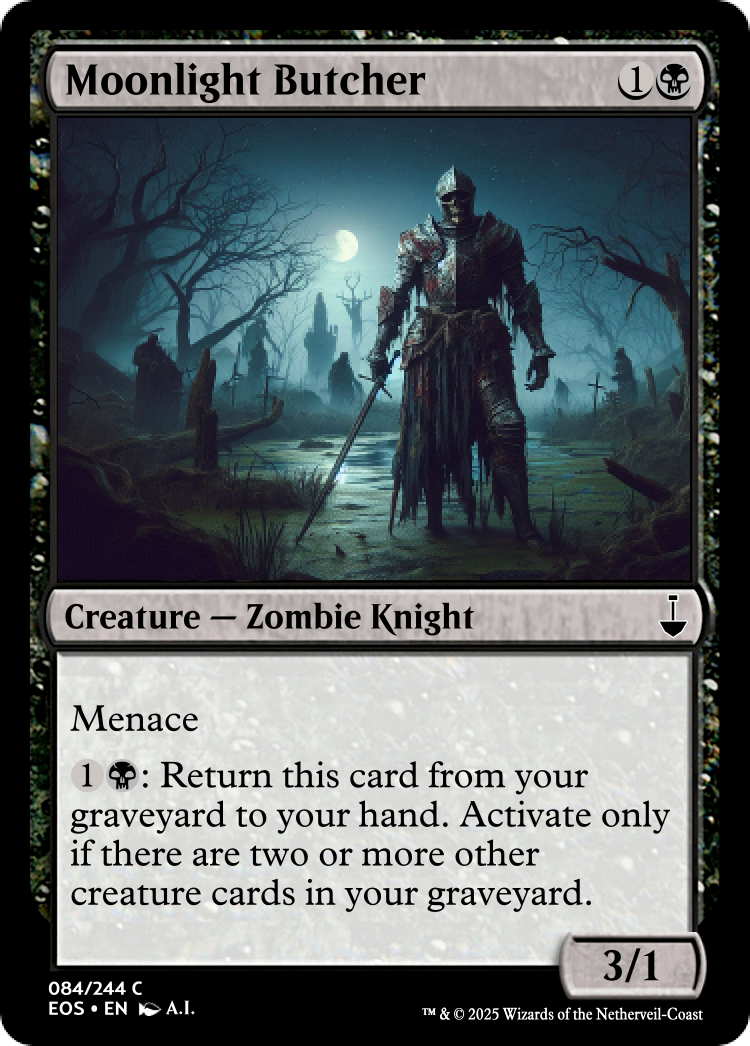 Moonlight Butcher 1
Creature — Zombie Knight
Menace
1 : Return this card from your
graveyard to your hand. Activate only
if there are two or more other
creature cards in your graveyard.
3/1
084/244 C
EOS • EN A.I.
™ & © 2025 Wizards of the Netherveil-Coast